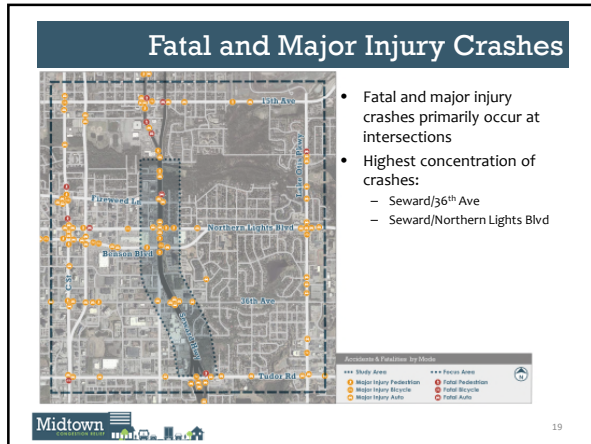 Fatal and Major Injury Crashes
15th Ave
Lake Otis Pkwy
Fireweed Ln
Northern Lights Blvd
Benson Blvd
C St
36th Ave
Seward Hwy
Tudor Rd
• Fatal and major injury
crashes primarily occur at
intersections
• Highest concentration of
crashes:
– Seward/36th Ave
– Seward/Northern Lights Blvd
Accidents & Fatalities by Mode
Study Area
Focus Area
Major Injury Pedestrian
Fatal Pedestrian
Major Injury Bicycle
Fatal Bicycle
Major Injury Auto
Fatal Auto
N
Midtown
CONGESTION RELIEF
19